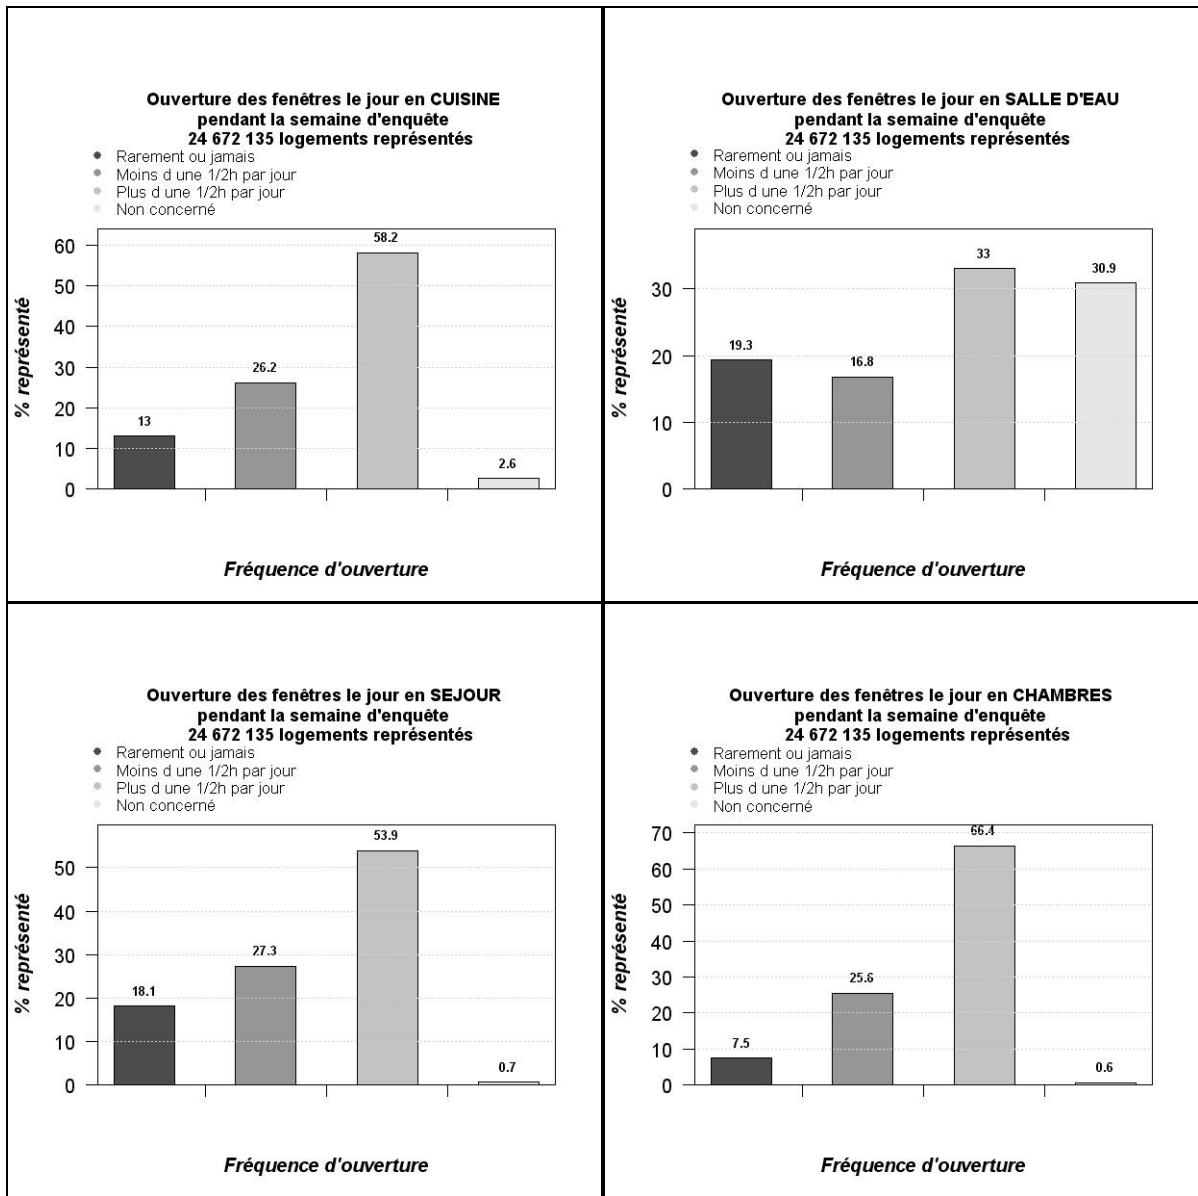 Ouverture des fenêtres le jour en CUISINE
pendant la semaine d'enquête
24 672 135 logements représentés
Rarement ou jamais
Moins d une 1/2h par jour
Plus d une 1/2h par jour
Non concerné
% représenté
60
50
40
30
20
10
0
13
26.2
58.2
2.6
Fréquence d'ouverture
Ouverture des fenêtres le jour en SALLE D'EAU
pendant la semaine d'enquête
24 672 135 logements représentés
Rarement ou jamais
Moins d une 1/2h par jour
Plus d une 1/2h par jour
Non concerné
% représenté
30
20
10
0
19.3
16.8
33
30.9
Fréquence d'ouverture
Ouverture des fenêtres le jour en SEJOUR
pendant la semaine d'enquête
24 672 135 logements représentés
Rarement ou jamais
Moins d une 1/2h par jour
Plus d une 1/2h par jour
Non concerné
% représenté
50
40
30
20
10
0
18.1
27.3
53.9
0.7
Fréquence d'ouverture
Ouverture des fenêtres le jour en CHAMBRES
pendant la semaine d'enquête
24 672 135 logements représentés
Rarement ou jamais
Moins d une 1/2h par jour
Plus d une 1/2h par jour
Non concerné
% représenté
70
60
50
40
30
20
10
0
7.5
25.6
66.4
0.6
Fréquence d'ouverture